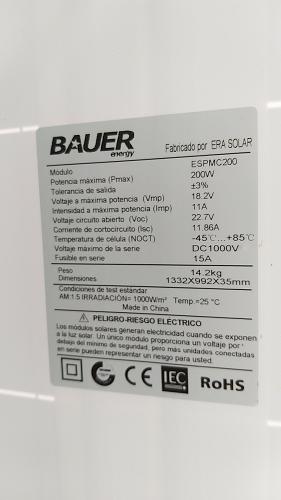 BAUER
energy
Fabricado por ERA SOLAR
Modulo ESPMC200
Potencia máxima (Pmax) 200W
Tolerancia de salida ±3%
Voltaje a máxima potencia (Vmp) 18.2V
Intensidad a máxima potencia (Imp) 11A
Voltaje circuito abierto (Voc) 22.7V
Corriente de cortocircuito (Isc) 11.86A
Temperatura de célula (NOCT) -45℃...+85℃
Voltaje máximo de la serie DC1000V
Fusible en serie 15A
Peso 14.2kg
Dimensiones 1332X992X35mm
Condiciones de test estándar
AM:1.5 IRRADIACIÓN= 1000W/m² Temp.=25 °C
Made in China
PELIGRO-RIESGO ELÉCTRICO
Los módulos solares generan electricidad cuando se exponen
a la luz solar. Un único módulo proporciona un voltaje por
debajo del mínimo de seguridad, pero más unidades conectadas
en serie pueden representar un riesgo para usted.
CE IEC RoHS